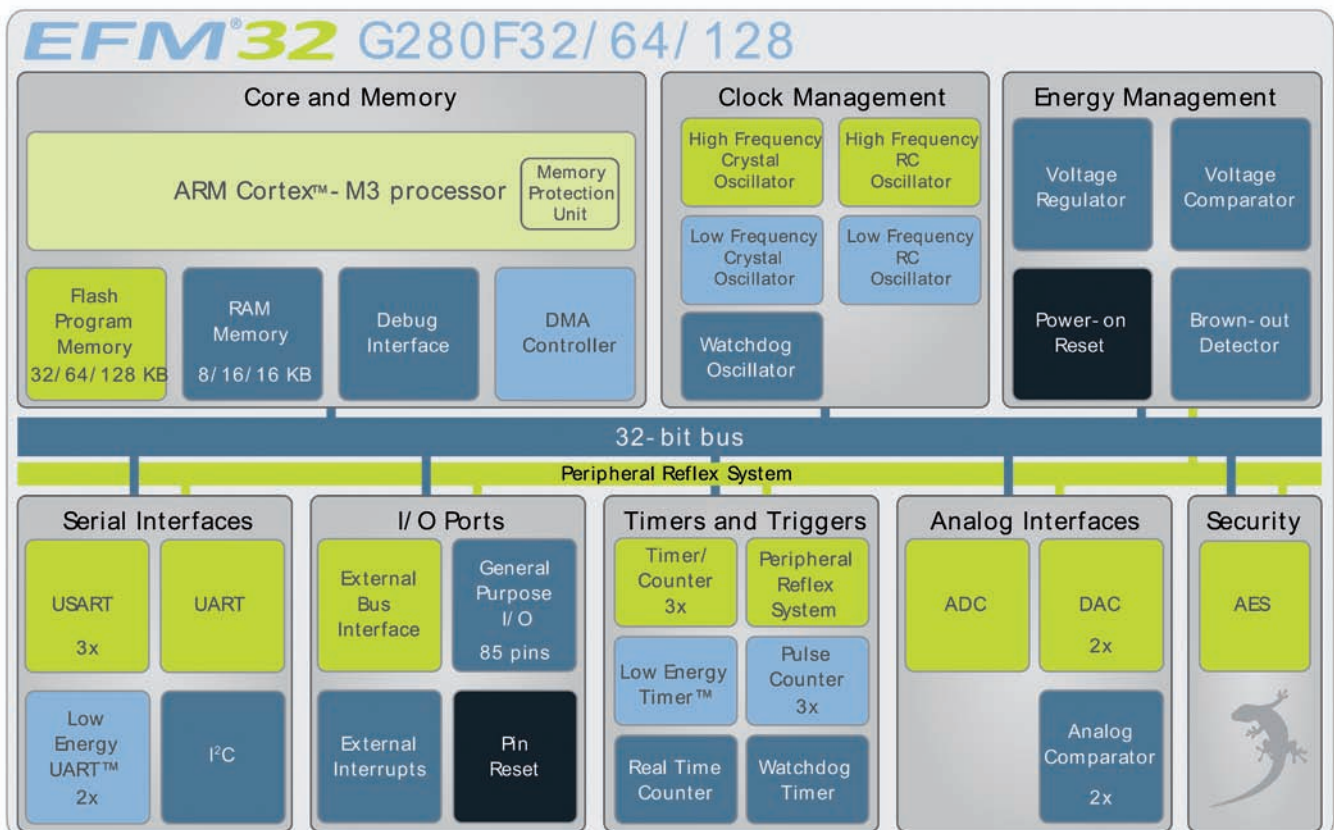 EFM®32 G280F32/64/128
Core and Memory
ARM Cortex™-M3 processor
Memory
Protection
Unit
Flash
Program
Memory
32/64/128 KB
RAM
Memory
8/16/16 KB
Debug
Interface
DMA
Controller
Clock Management
High Frequency
Crystal
Oscillator
High Frequency
RC
Oscillator
Low Frequency
Crystal
Oscillator
Low Frequency
RC
Oscillator
Watchdog
Oscillator
Energy Management
Voltage
Regulator
Voltage
Comparator
Power-on
Reset
Brown-out
Detector
32-bit bus
Peripheral Reflex System
Serial Interfaces
USART
3x
UART
Low
Energy
UART™
2x
I²C
I/O Ports
External
Bus
Interface
General
Purpose
I/O
85 pins
External
Interrupts
Pin
Reset
Timers and Triggers
Timer/
Counter
3x
Peripheral
Reflex
System
Low Energy
Timer™
Pulse
Counter
3x
Real Time
Counter
Watchdog
Timer
Analog Interfaces
ADC
DAC
2x
Analog
Comparator
2x
Security
AES